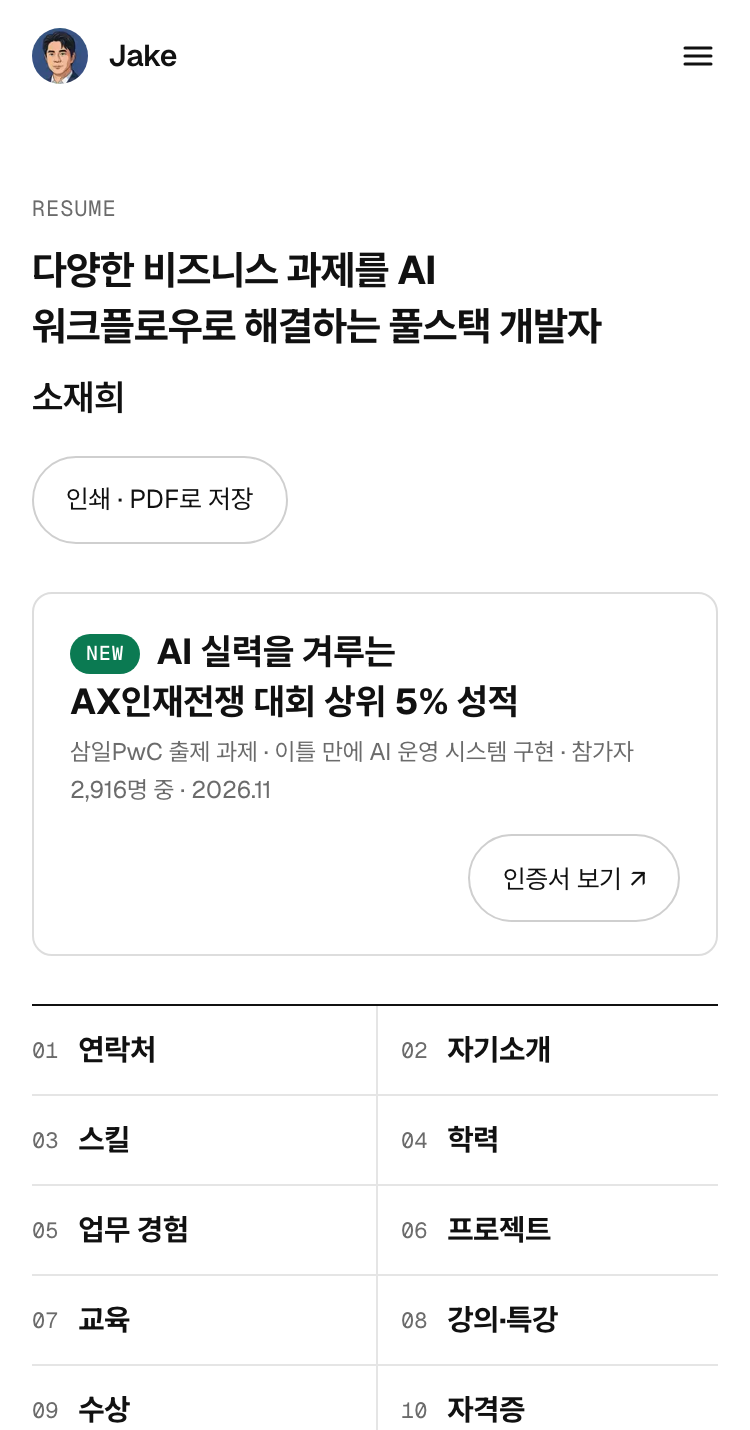 Jake
RESUME
다양한 비즈니스 과제를 AI
워크플로우로 해결하는 풀스택 개발자
소재희
인쇄 · PDF로 저장
NEW AI 실력을 겨루는
AX인재전쟁 대회 상위 5% 성적
삼일PwC 출제 과제 · 이틀 만에 AI 운영 시스템 구현 · 참가자
2,916명 중 · 2026.11
인증서 보기 ↗
01 연락처
02 자기소개
03 스킬
04 학력
05 업무 경험
06 프로젝트
07 교육
08 강의·특강
09 수상
10 자격증